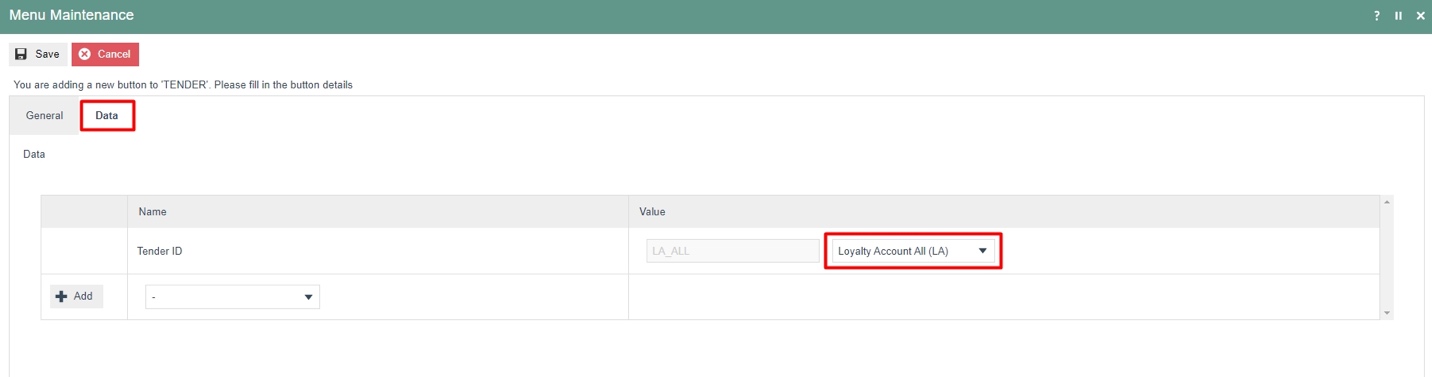 Menu Maintenance ?
Save Cancel
You are adding a new button to 'TENDER'. Please fill in the button details
General Data
Data
Name Value
Tender ID LA_ALL Loyalty Account All (LA)
Add -